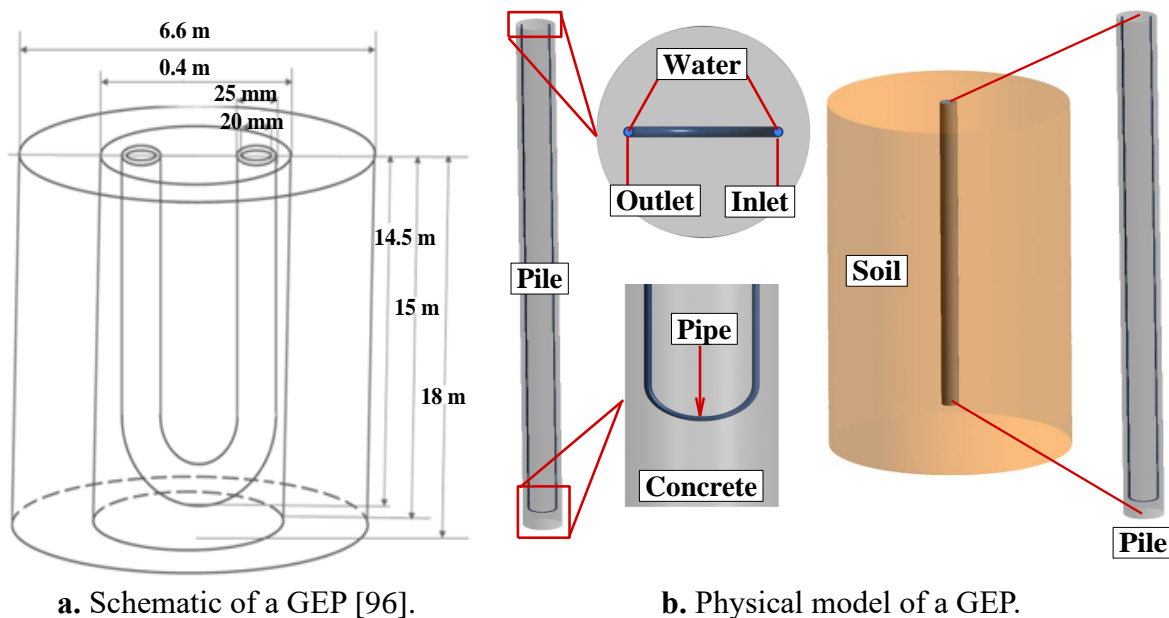 6.6 m
0.4 m
25 mm
20 mm
14.5 m
15 m
18 m
a. Schematic of a GEP [96].
b.
Water
Outlet
Inlet
Pile
Pipe
Concrete
Soil
Pile
b. Physical model of a GEP.